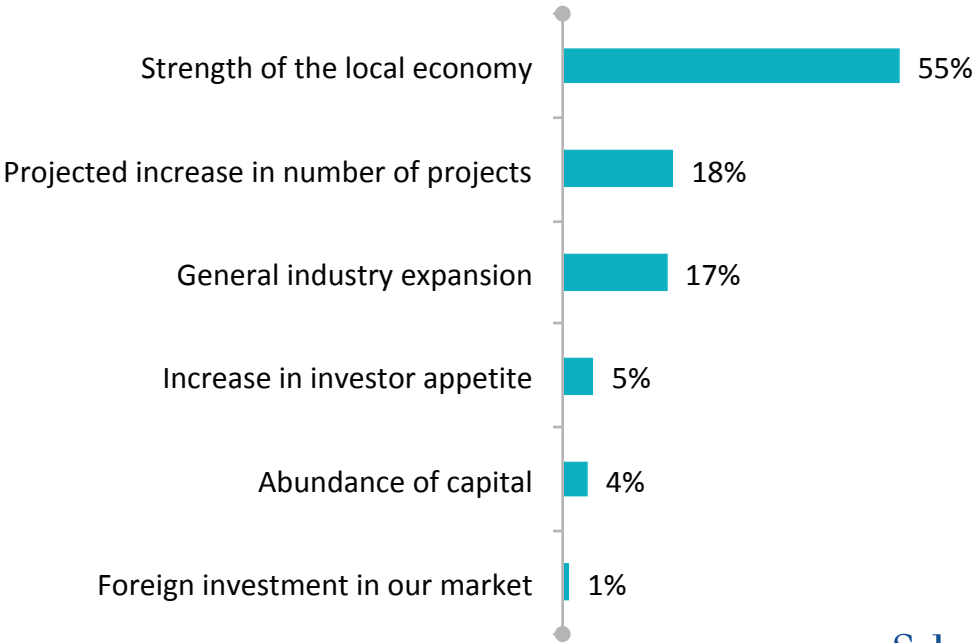 Strength of the local economy 55%
Projected increase in number of projects 18%
General industry expansion 17%
Increase in investor appetite 5%
Abundance of capital 4%
Foreign investment in our market 1%